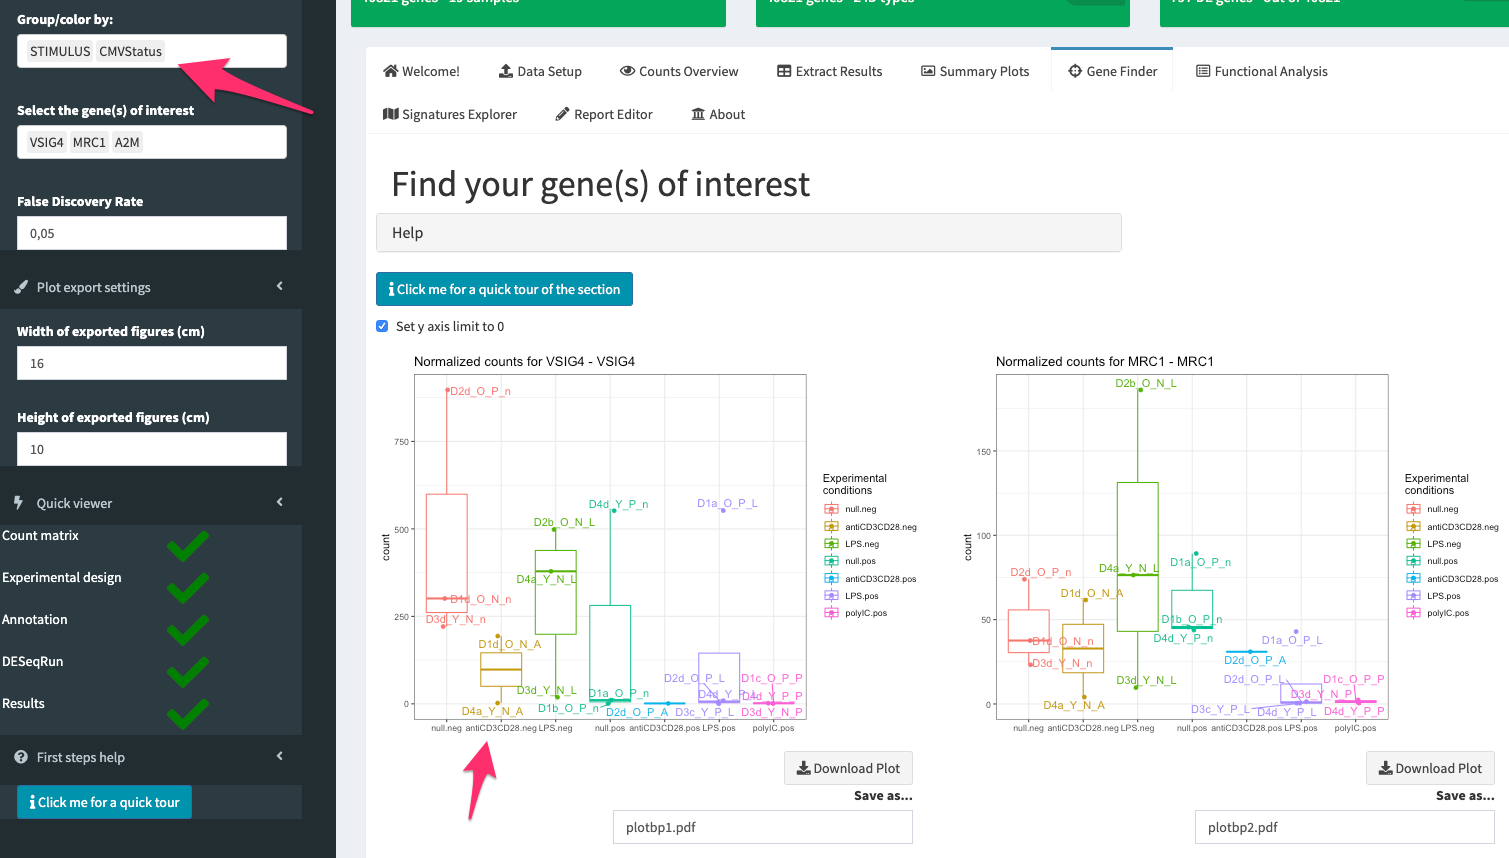 Group/color by:
STIMULUS CMVStatus
Select the gene(s) of interest
VSIG4 MRC1 A2M
False Discovery Rate
0,05
Plot export settings
Width of exported figures (cm)
16
Height of exported figures (cm)
10
Quick viewer
Count matrix
Experimental design
Annotation
DESeqRun
Results
First steps help
Click me for a quick tour
Welcome!
Data Setup
Counts Overview
Extract Results
Summary Plots
Gene Finder
Functional Analysis
Signatures Explorer
Report Editor
About
Find your gene(s) of interest
Help
Click me for a quick tour of the section
Set y axis limit to 0
Normalized counts for VSIG4 - VSIG4
D2d_O_P_n
750
D4d_Y_P_n
D1a_O_P_L
D2b_O_N_L
500
count
D4a_Y_N_L
D1d_O_N_n
250
D3d_Y_N_n
D1d_O_N_A
D2d_O_P_L
D1c_O_P_P
D3d_Y_N_L
D1a_O_P_n
D4d_Y_P_L
D4d_Y_P_P
0
D4a_Y_N_A
D1b_O_P_n
D2d_O_P_A
D3c_Y_P_L
D3d_Y_N_P
null.neg antiCD3CD28.neg LPS.neg null.pos antiCD3CD28.pos LPS.pos polyIC.pos
Experimental
conditions
null.neg
antiCD3CD28.neg
LPS.neg
null.pos
antiCD3CD28.pos
LPS.pos
polyIC.pos
Download Plot
Save as...
plotbp1.pdf
Normalized counts for MRC1 - MRC1
D2b_O_N_L
150
100
count
D1a_O_P_n
D4a_Y_N_L
D2d_O_P_n
D1d_O_N_A
50
D1b_O_P_n
D1d_O_N_n
D4d_Y_P_n
D1a_O_P_L
D3d_Y_N_n
D2d_O_P_A
D3d_Y_N_L
D2d_O_P_L
D1c_O_P_P
D3d_Y_N_P
0
D4a_Y_N_A
D3c_Y_P_L
D4d_Y_P_L
D4d_Y_P_P
null.neg antiCD3CD28.neg LPS.neg null.pos antiCD3CD28.pos LPS.pos polyIC.pos
Experimental
conditions
null.neg
antiCD3CD28.neg
LPS.neg
null.pos
antiCD3CD28.pos
LPS.pos
polyIC.pos
Download Plot
Save as...
plotbp2.pdf